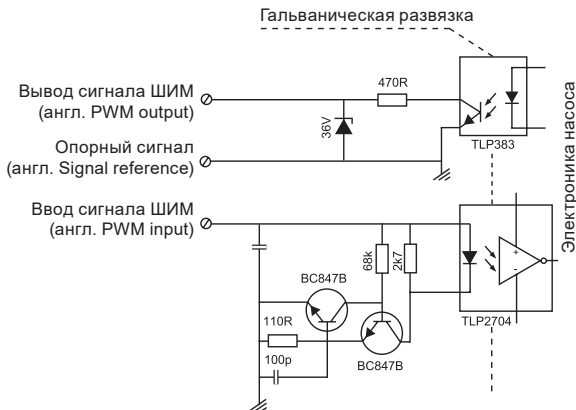 Гальваническая развязка
Вывод сигнала ШИМ
(англ. PWM output)
470R
36V
TLP383
Опорный сигнал
(англ. Signal reference)
Ввод сигнала ШИМ
(англ. PWM input)
Электроника насоса
68k
2k7
+
-
BC847B
110R
TLP2704
100p
BC847B